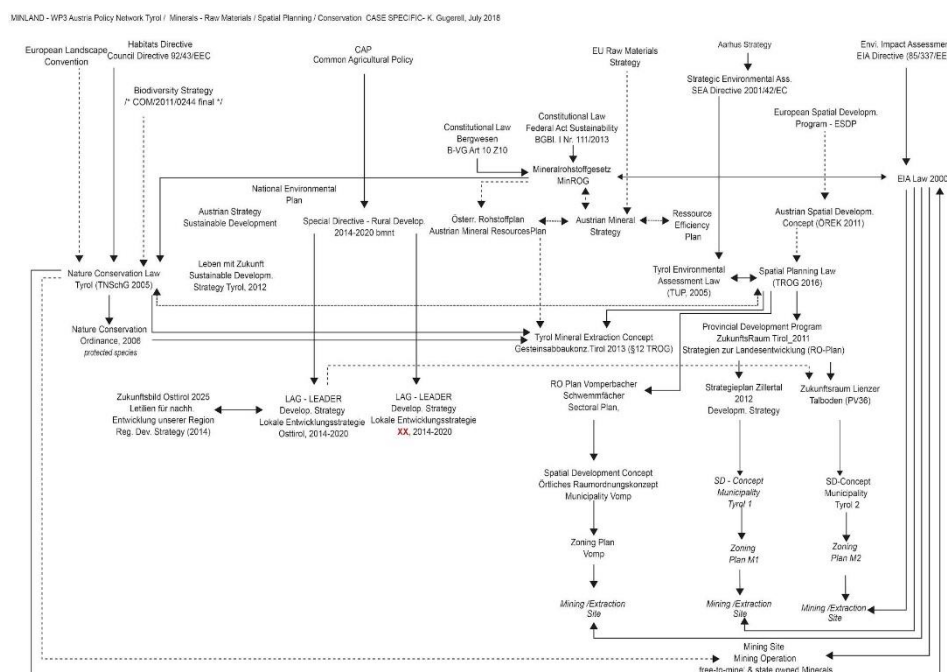 MINLAND - WP3 Austria Policy Network Tyrol / Minerals - Raw Materials / Spatial Planning / Conservation CASE SPECIFIC- K. Gugerell, July 2018
European Landscape
Convention
Habitats Directive
Council Directive 92/43/EEC
Biodiversity Strategy
/* COM/2011/0244 final */
CAP
Common Agricultural Policy
EU Raw Materials
Strategy
Aarhus Strategy
Strategic Environmental Ass.
SEA Directive 2001/42/EC
Envi. Impact Assessmen
EIA Directive (85/337/EE
European Spatial Developm.
Program - ESDP
Constitutional Law
Bergwesen
B-VG Art 10 Z10
Constitutional Law
Federal Act Sustainability
BGBl. I Nr. 111/2013
Mineralrohstoffgesetz
MinROG
EIA Law 2000
National Environmental
Plan
Austrian Strategy
Sustainable Development
Special Directive - Rural Develop.
2014-2020 bmnt
Österr. Rohstoffplan
Austrian Mineral ResourcesPlan
Austrian Mineral
Strategy
Ressource
Efficiency
Plan
Austrian Spatial Developm.
Concept (ÖREK 2011)
Nature Conservation Law
Tyrol (TNSchG 2005)
Leben mit Zukunft
Sustainable Developm.
Strategy Tyrol, 2012
Tyrol Environmental
Assessment Law
(TUP, 2005)
Spatial Planning Law
(TROG 2016)
Nature Conservation
Ordinance, 2006
protected species
Tyrol Mineral Extraction Concept
Gesteinsabbaukonz.Tirol 2013 (§12 TROG)
Provincial Development Program
ZukunftsRaum Tirol_2011
Strategien zur Landesentwicklung (RO-Plan)
Zukunftsbild Osttirol 2025
Letilien für nachh.
Entwicklung unserer Region
Reg. Dev. Strategy (2014)
LAG - LEADER
Develop. Strategy
Lokale Entwicklungsstrategie
Osttirol, 2014-2020
LAG - LEADER
Develop. Strategy
Lokale Entwicklungsstrategie
XX, 2014-2020
RO Plan Vomperbacher
Schwemmfächer
Sectoral Plan,
Strategieplan Zillertal
2012
Developm. Strategy
Zukunftsraum Lienzer
Talboden (PV36)
Spatial Development Concept
Örtliches Raumordnungskonzept
Municipality Vomp
SD - Concept
Municipality
Tyrol 1
SD-Concept
Municipality
Tyrol 2
Zoning Plan
Vomp
Zoning
Plan M1
Zoning
Plan M2
Mining /Extraction
Site
Mining /Extraction
Site
Mining /Extraction
Site
Mining Site
Mining Operation
'free-to-mine' & state owned Minerals